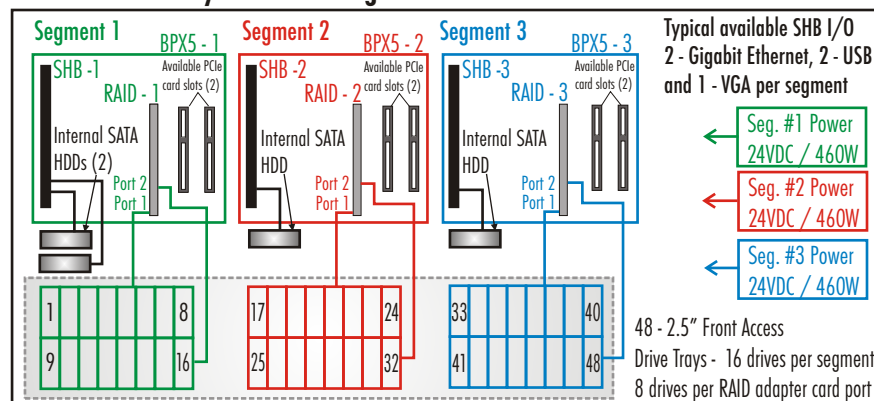 Segment 1
BPX5 - 1
SHB -1
Available PCIe
card slots (2)
RAID - 1
Internal SATA
HDDs (2)
Port 2
Port 1
Segment 2
BPX5 - 2
SHB -2
Available PCIe
card slots (2)
RAID - 2
Internal SATA
HDD
Port 2
Port 1
Segment 3
BPX5 - 3
SHB -3
Available PCIe
card slots (2)
RAID - 3
Internal SATA
HDD
Port 2
Port 1
Typical available SHB I/O
2 - Gigabit Ethernet, 2 - USB
and 1 - VGA per segment
Seg. #1 Power
24VDC / 460W
Seg. #2 Power
24VDC / 460W
Seg. #3 Power
24VDC / 460W
1 8
9 16
17 24
25 32
33 40
41 48
48 - 2.5” Front Access
Drive Trays - 16 drives per segment
8 drives per RAID adapter card port